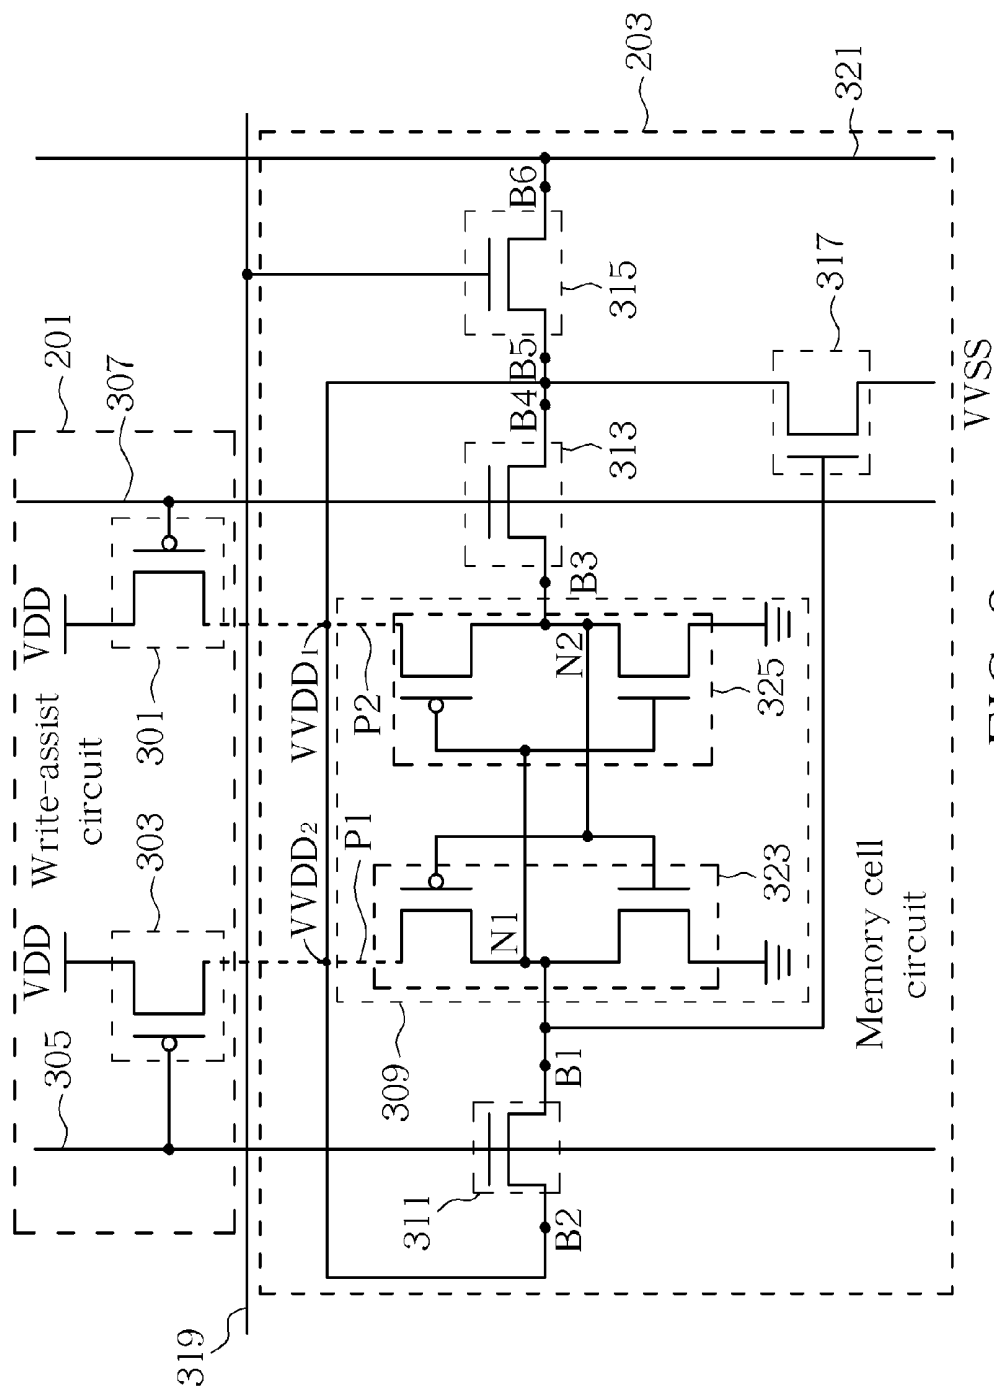 319
305
VDD
303
Write-assist
circuit
VDD
301
307
201
203
VVDD2
VVDD1
P1
P2
309
311
B2
B1
N1
N2
B3
B4
B5
B6
313
315
323
325
317
321
Memory cell
circuit
VVSS